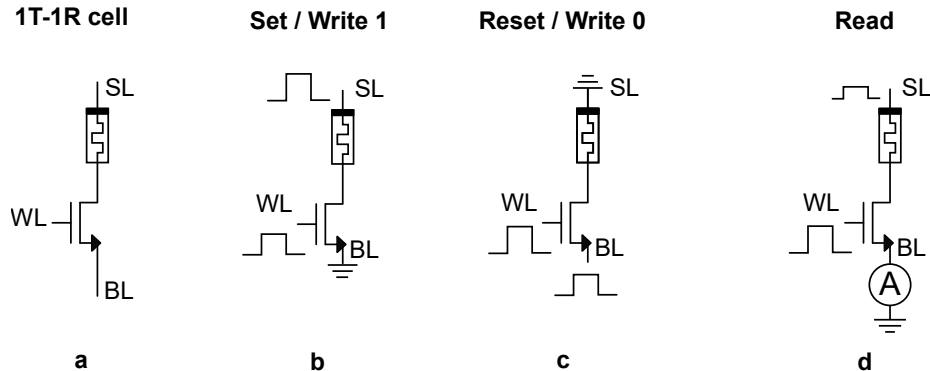 1T-1R cell
Set / Write 1
Reset / Write 0
Read
SL
WL
BL
SL
WL
BL
SL
WL
BL
SL
WL
BL
A
a
b
c
d